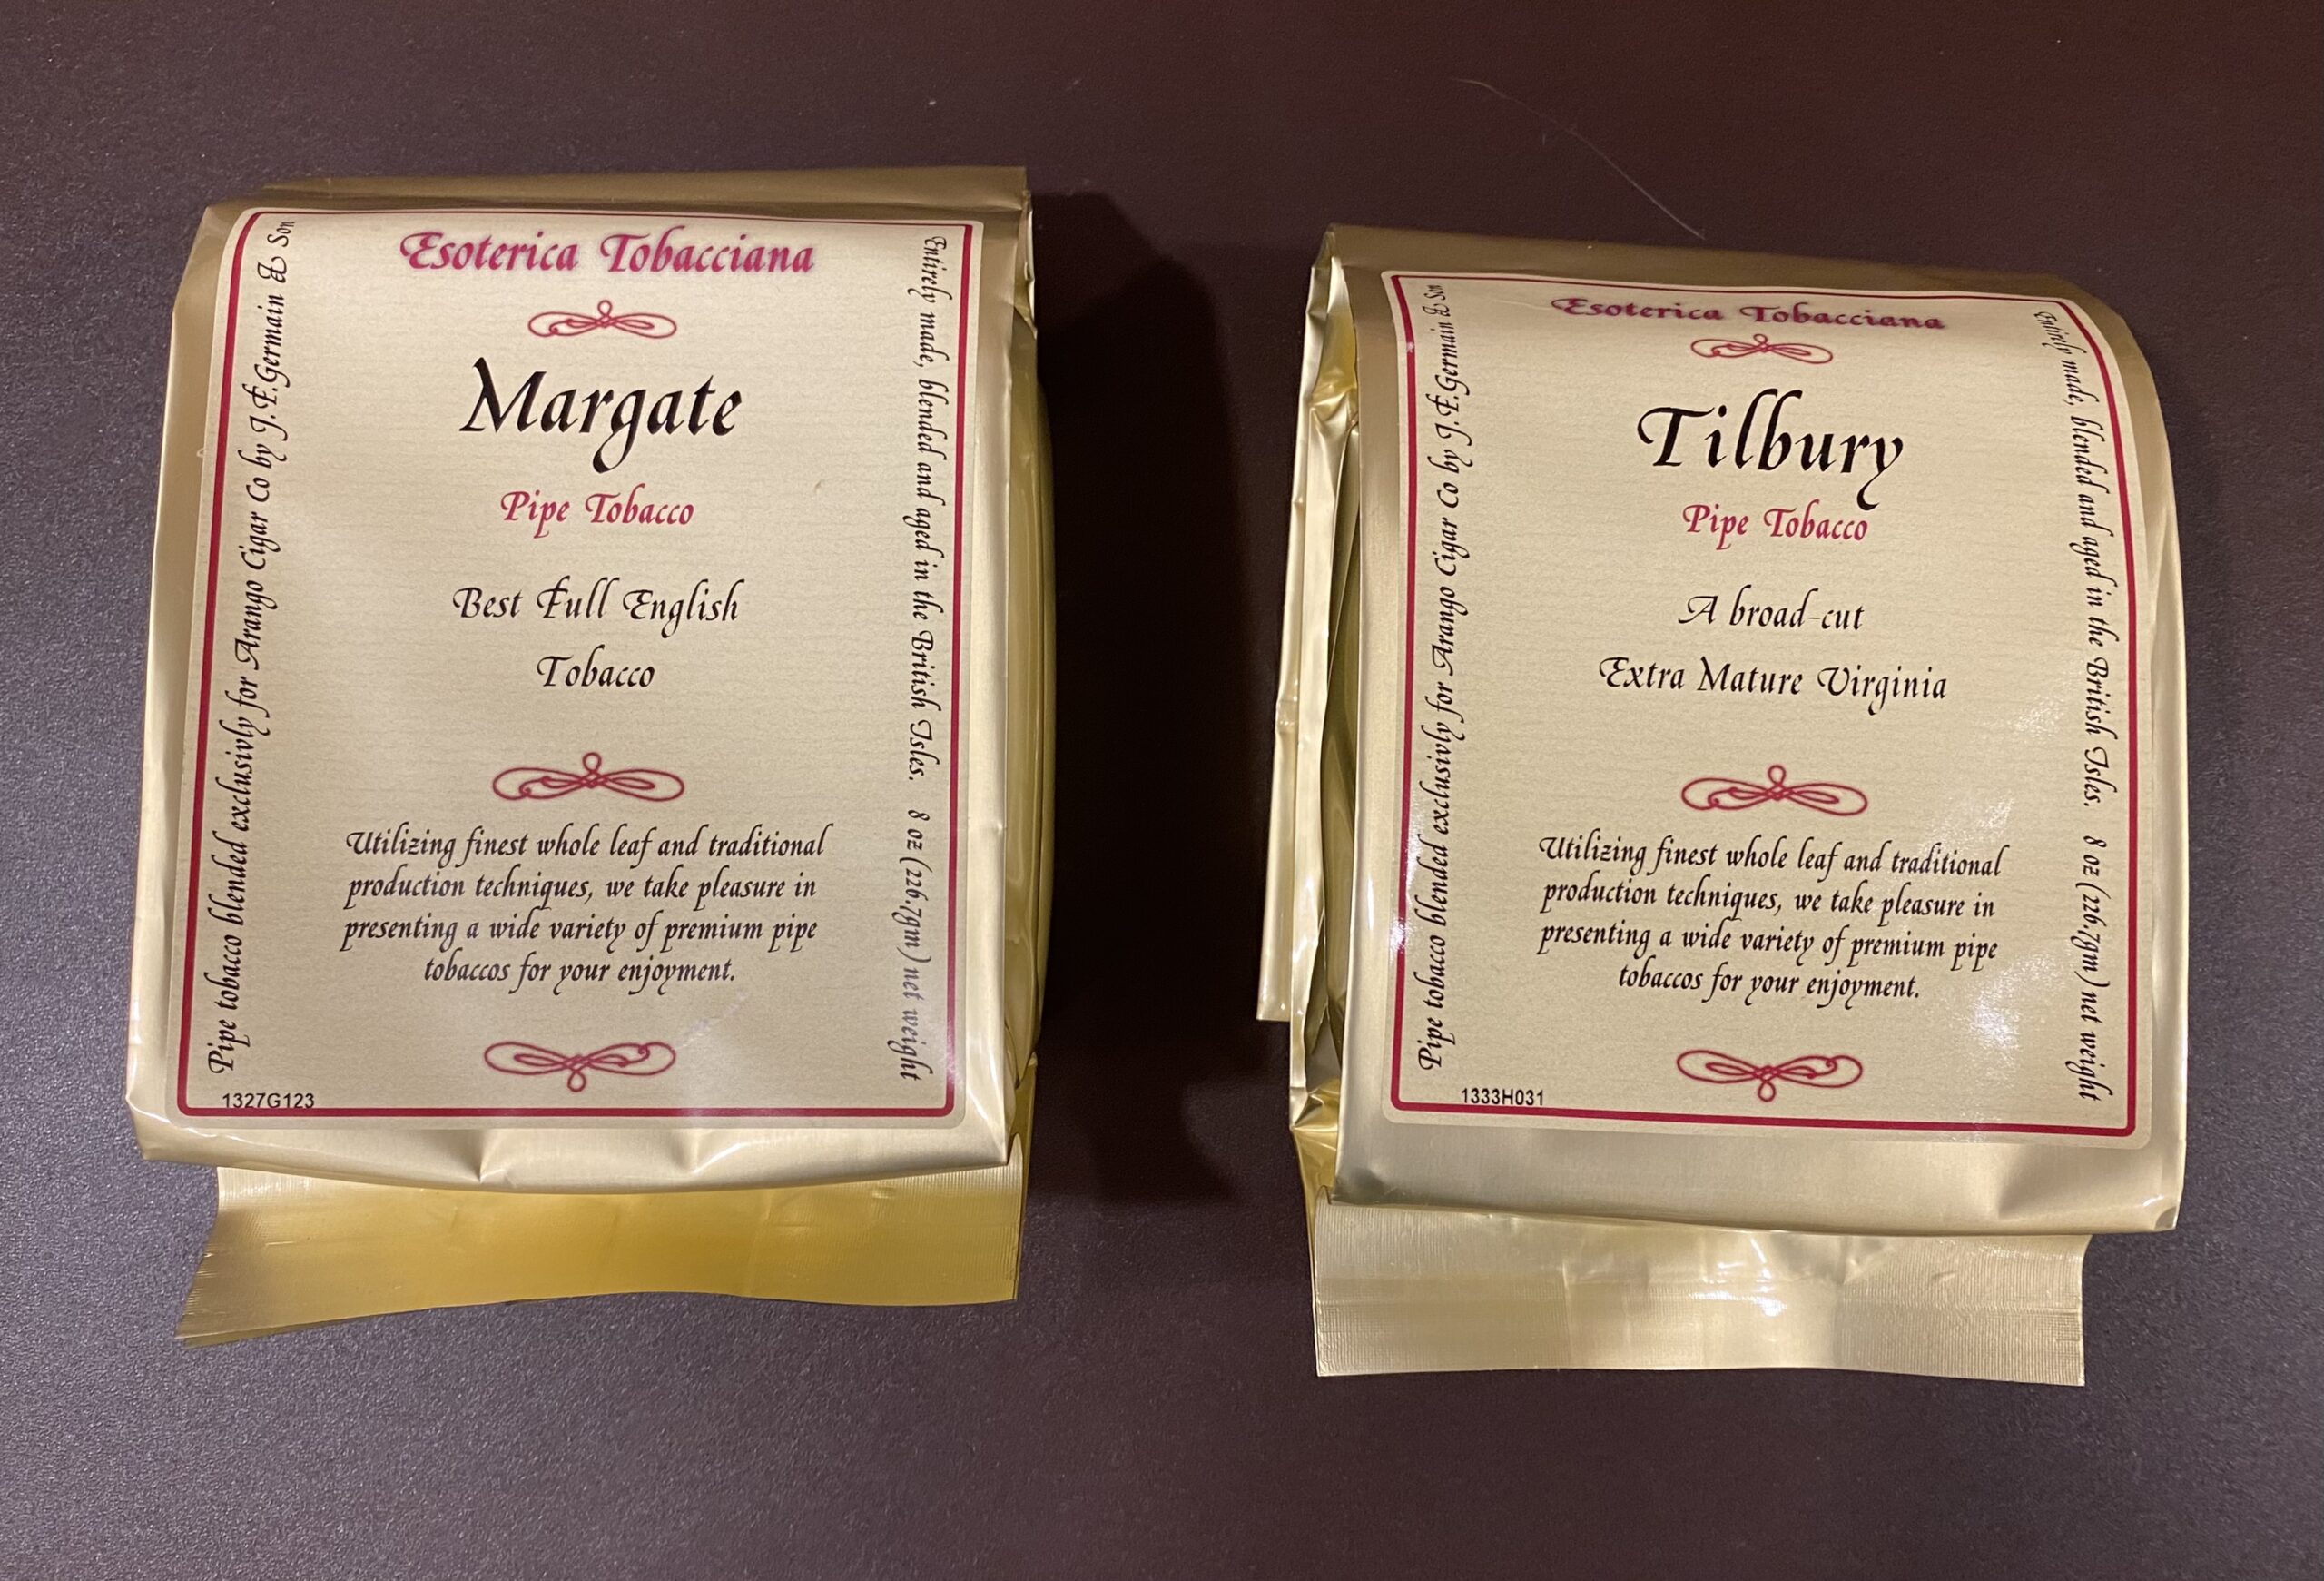 Esoterica Tobacciana
Margate
Pipe Tobacco
Best Full English
Tobacco
Utilizing finest whole leaf and traditional
production techniques, we take pleasure in
presenting a wide variety of premium pipe
tobaccos for your enjoyment.
Pipe tobacco blended exclusivly for Arango Cigar Co by J.F.Germain & Son
Entirely made, blended and aged in the British Isles. 8 oz (226,7gm) net weight
1327G123
Esoterica Tobacciana
Tilbury
Pipe Tobacco
A broad-cut
Extra Mature Virginia
Utilizing finest whole leaf and traditional
production techniques, we take pleasure in
presenting a wide variety of premium pipe
tobaccos for your enjoyment.
Pipe tobacco blended exclusivly for Arango Cigar Co by J.F.Germain & Son
Entirely made, blended and aged in the British Isles. 8 oz (226,7gm) net weight
1333H031